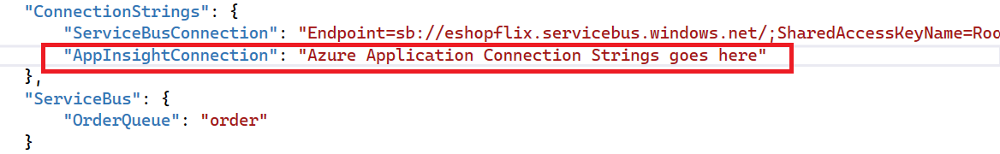 "ConnectionStrings": {
"ServiceBusConnection": "Endpoint=sb://eshopflix.servicebus.windows.net/;SharedAccessKeyName=Roo
"AppInsightConnection": "Azure Application Connection Strings goes here"
},
"ServiceBus": {
"OrderQueue": "order"
}